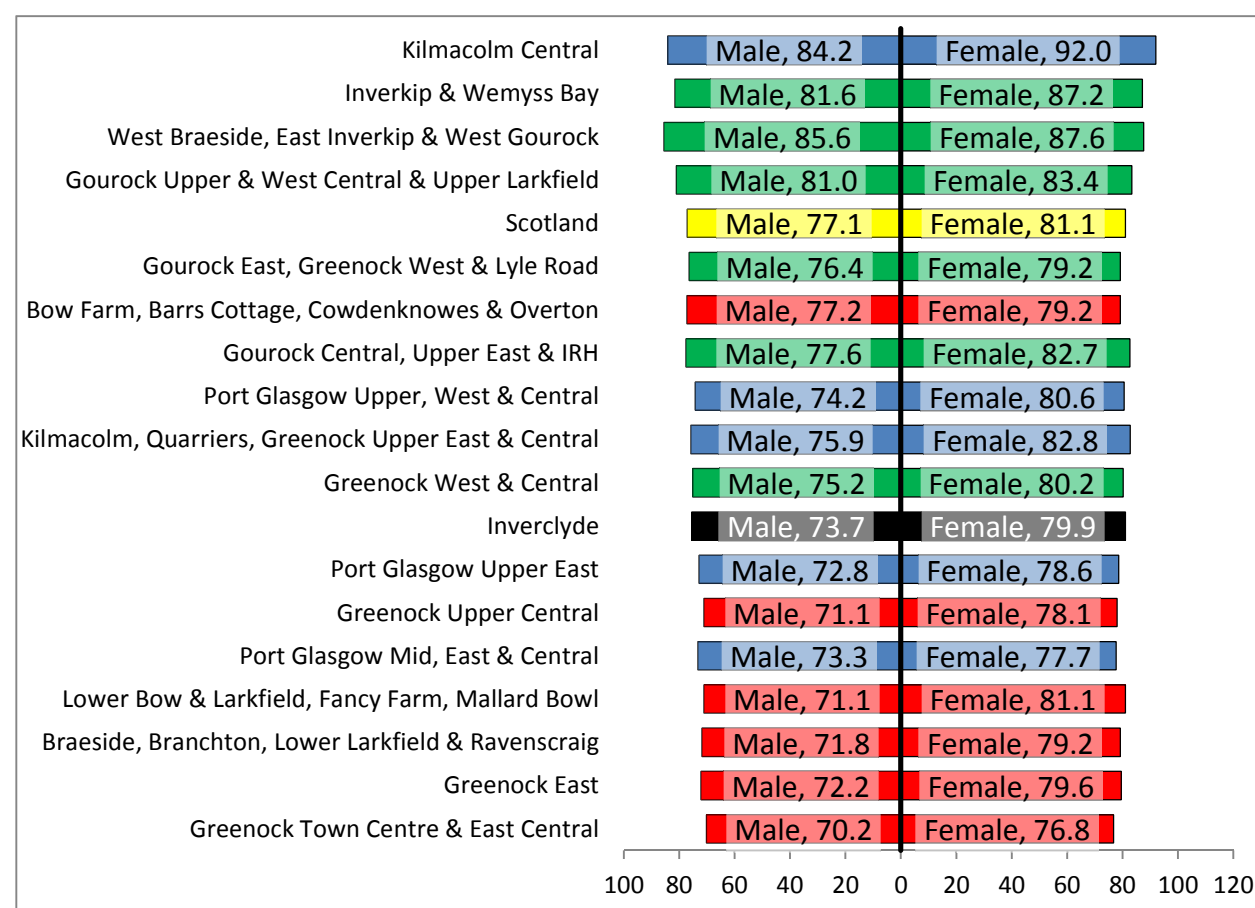 Kilmacolm Central Male, 84.2 Female, 92.0
Inverkip & Wemyss Bay Male, 81.6 Female, 87.2
West Braeside, East Inverkip & West Gourock Male, 85.6 Female, 87.6
Gourock Upper & West Central & Upper Larkfield Male, 81.0 Female, 83.4
Scotland Male, 77.1 Female, 81.1
Gourock East, Greenock West & Lyle Road Male, 76.4 Female, 79.2
Bow Farm, Barrs Cottage, Cowdenknowes & Overton Male, 77.2 Female, 79.2
Gourock Central, Upper East & IRH Male, 77.6 Female, 82.7
Port Glasgow Upper, West & Central Male, 74.2 Female, 80.6
Kilmacolm, Quarriers, Greenock Upper East & Central Male, 75.9 Female, 82.8
Greenock West & Central Male, 75.2 Female, 80.2
Inverclyde Male, 73.7 Female, 79.9
Port Glasgow Upper East Male, 72.8 Female, 78.6
Greenock Upper Central Male, 71.1 Female, 78.1
Port Glasgow Mid, East & Central Male, 73.3 Female, 77.7
Lower Bow & Larkfield, Fancy Farm, Mallard Bowl Male, 71.1 Female, 81.1
Braeside, Branchton, Lower Larkfield & Ravenscraig Male, 71.8 Female, 79.2
Greenock East Male, 72.2 Female, 79.6
Greenock Town Centre & East Central Male, 70.2 Female, 76.8
100 80 60 40 20 0 20 40 60 80 100 120